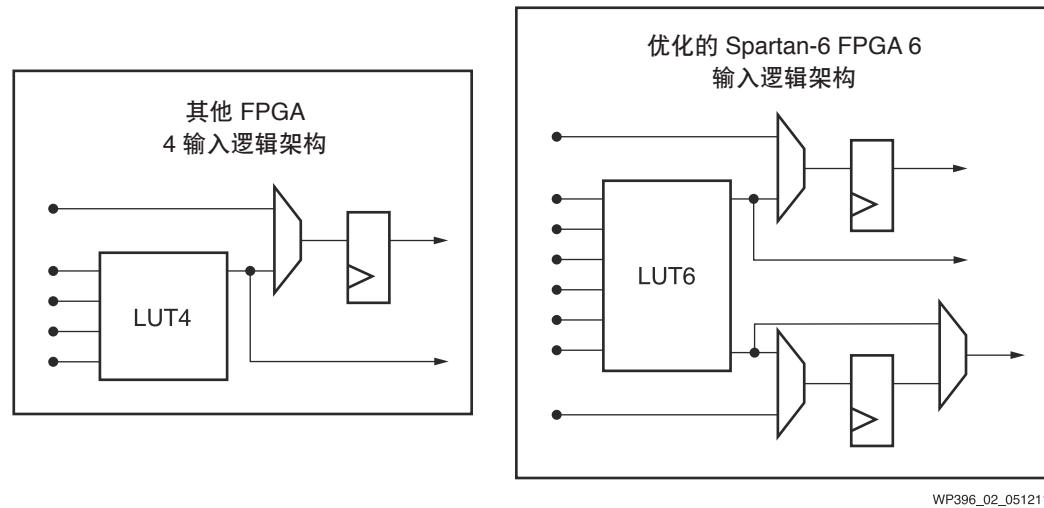 其他 FPGA
4 输入逻辑架构
LUT4
优化的 Spartan-6 FPGA 6
输入逻辑架构
LUT6
WP396_02_051211